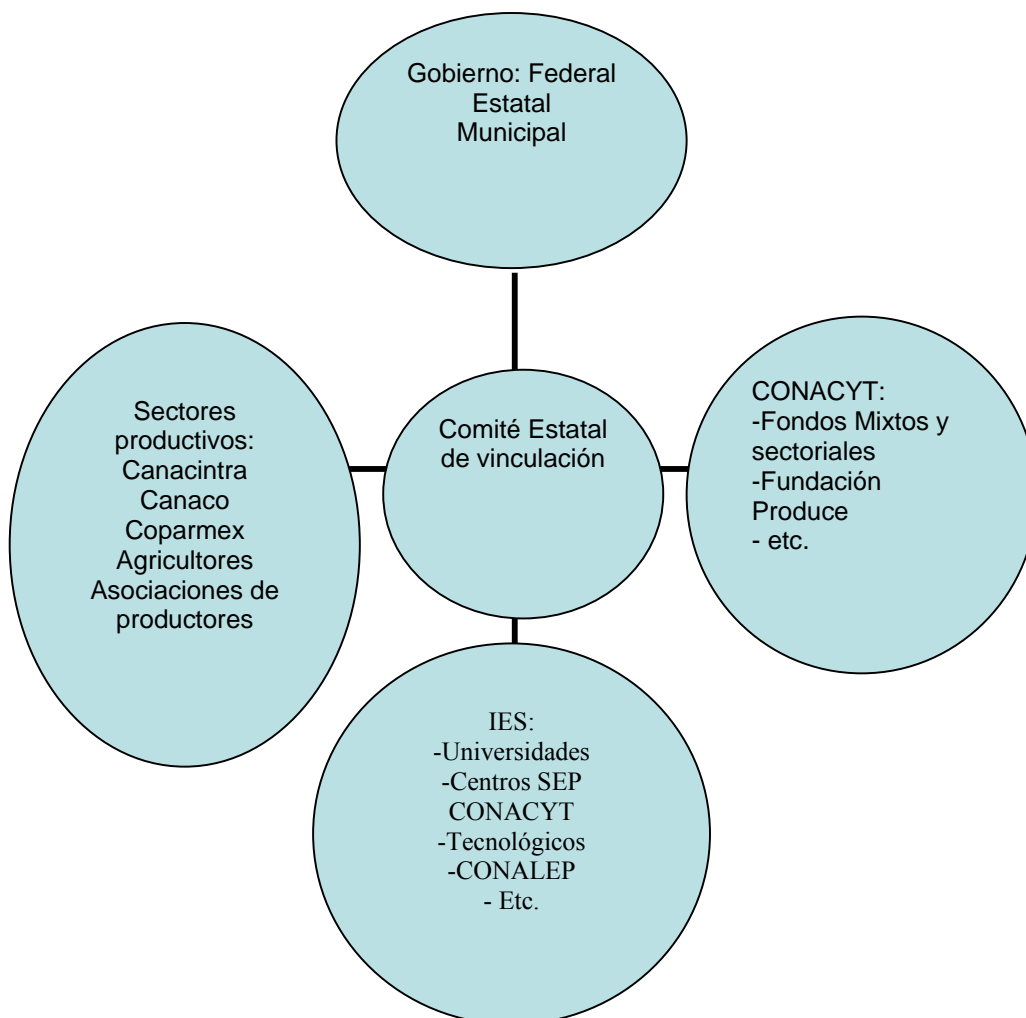 Gobierno: Federal
Estatal
Municipal
Sectores
productivos:
Canacintra
Canaco
Coparmex
Agricultores
Asociaciones de
productores
Comité Estatal
de vinculación
CONACYT:
-Fondos Mixtos y
sectoriales
-Fundación
Produce
- etc.
IES:
-Universidades
-Centros SEP
CONACYT
-Tecnológicos
-CONALEP
- Etc.